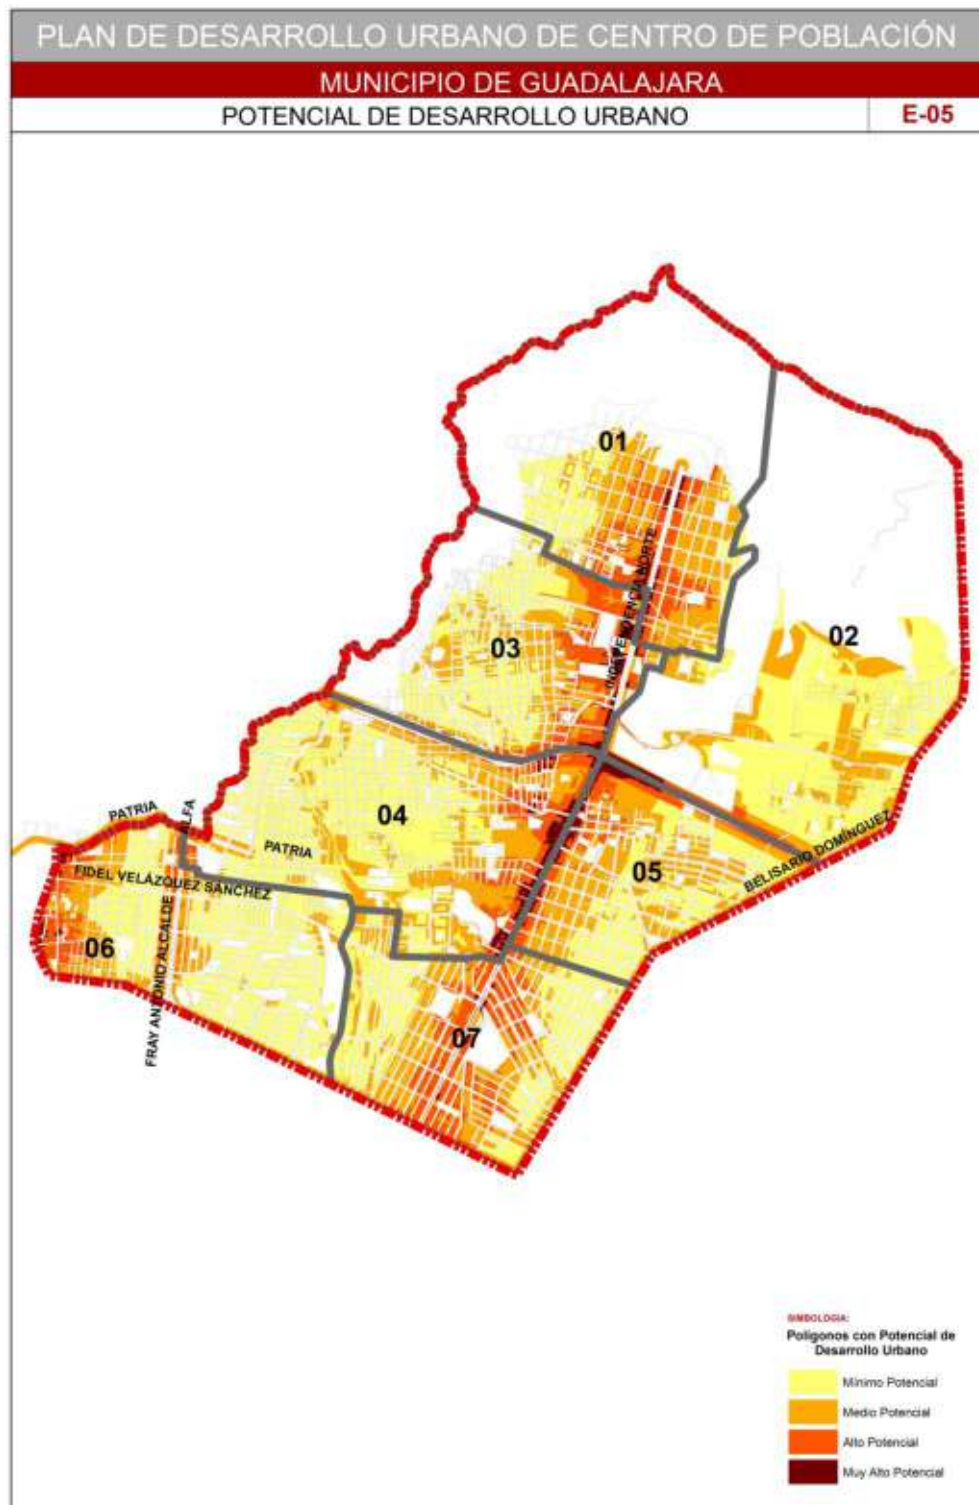 PLAN DE DESARROLLO URBANO DE CENTRO DE POBLACIÓN
MUNICIPIO DE GUADALAJARA
POTENCIAL DE DESARROLLO URBANO
E-05
01
02
INDEPENDENCIA NORTE
03
04
PATRIA
ALFA
PATRIA
FIDEL VELÁZQUEZ SÁNCHEZ
BELISARIO DOMÍNGUEZ
05
06
FRAY ANTONIO ALCALDE
07
SIMBOLOGIA:
Polígonos con Potencial de
Desarrollo Urbano
Mínimo Potencial
Medio Potencial
Alto Potencial
Muy Alto Potencial